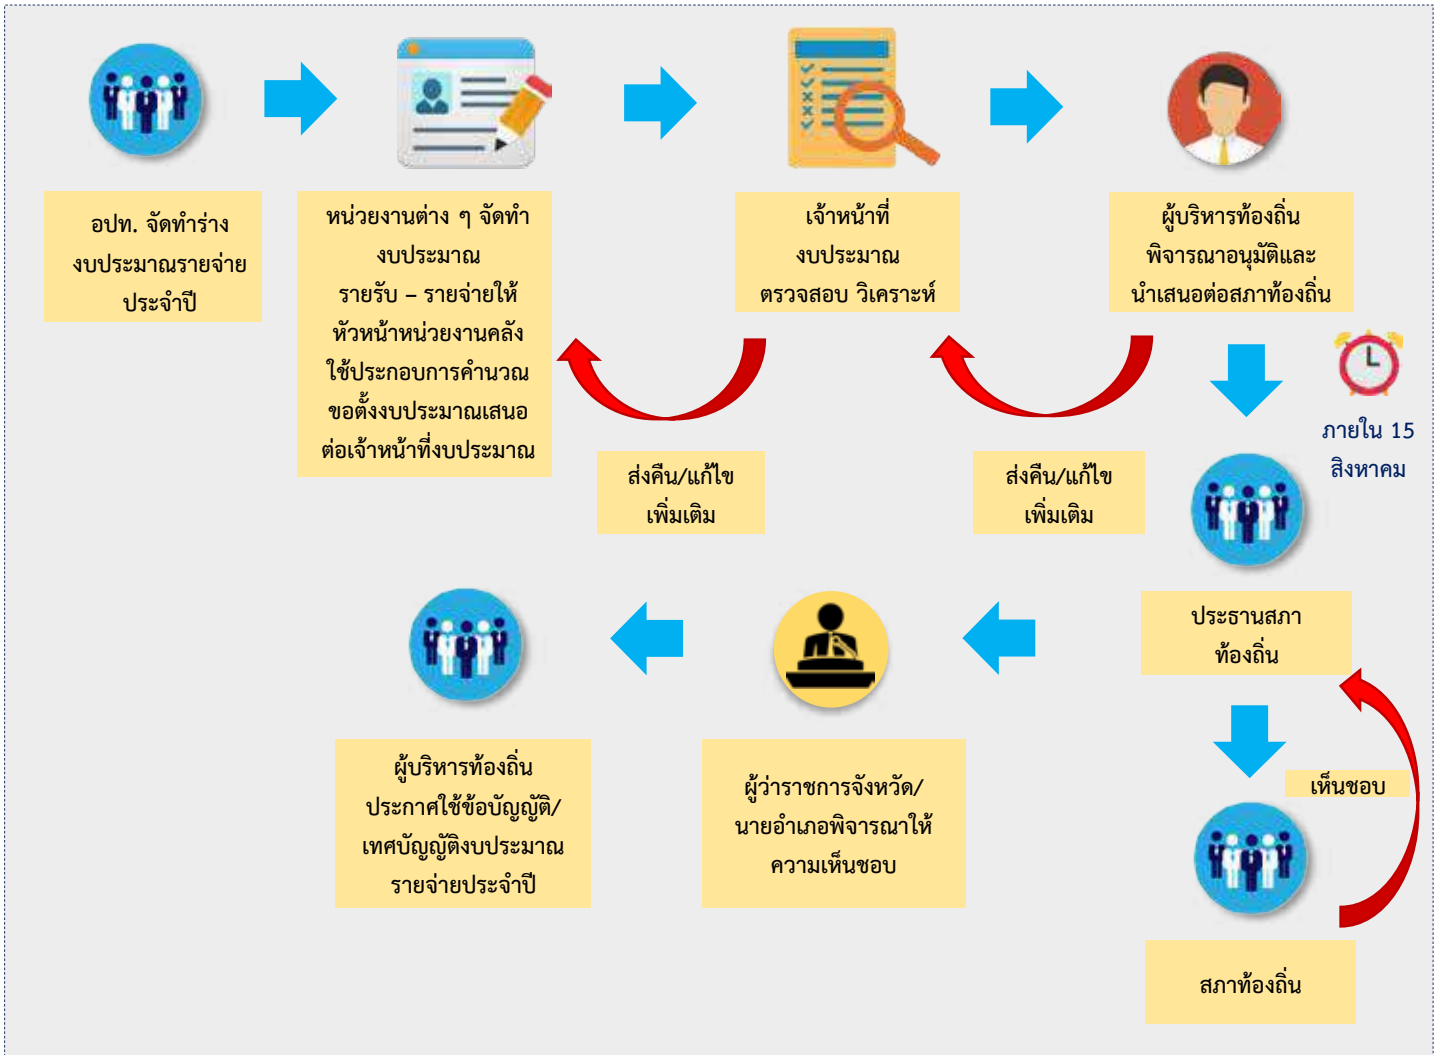 อปท. จัดทำร่าง
งบประมาณรายจ่าย
ประจำปี
หน่วยงานต่าง ๆ จัดทำ
งบประมาณ
รายรับ – รายจ่ายให้
หัวหน้าหน่วยงานคลัง
ใช้ประกอบการคำนวณ
ขอตั้งงบประมาณเสนอ
ต่อเจ้าหน้าที่งบประมาณ
เจ้าหน้าที่
งบประมาณ
ตรวจสอบ วิเคราะห์
ผู้บริหารท้องถิ่น
พิจารณาอนุมัติและ
นำเสนอต่อสภาท้องถิ่น
ส่งคืน/แก้ไข
เพิ่มเติม
ส่งคืน/แก้ไข
เพิ่มเติม
ภายใน 15
สิงหาคม
ประธานสภา
ท้องถิ่น
เห็นชอบ
สภาท้องถิ่น
ผู้ว่าราชการจังหวัด/
นายอำเภอพิจารณาให้
ความเห็นชอบ
ผู้บริหารท้องถิ่น
ประกาศใช้ข้อบัญญัติ/
เทศบัญญัติงบประมาณ
รายจ่ายประจำปี